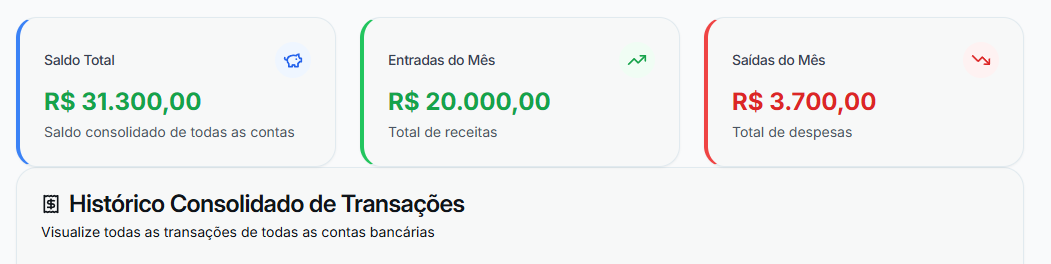 Saldo Total
R$ 31.300,00
Saldo consolidado de todas as contas
Entradas do Mês
R$ 20.000,00
Total de receitas
Saídas do Mês
R$ 3.700,00
Total de despesas
Histórico Consolidado de Transações
Visualize todas as transações de todas as contas bancárias